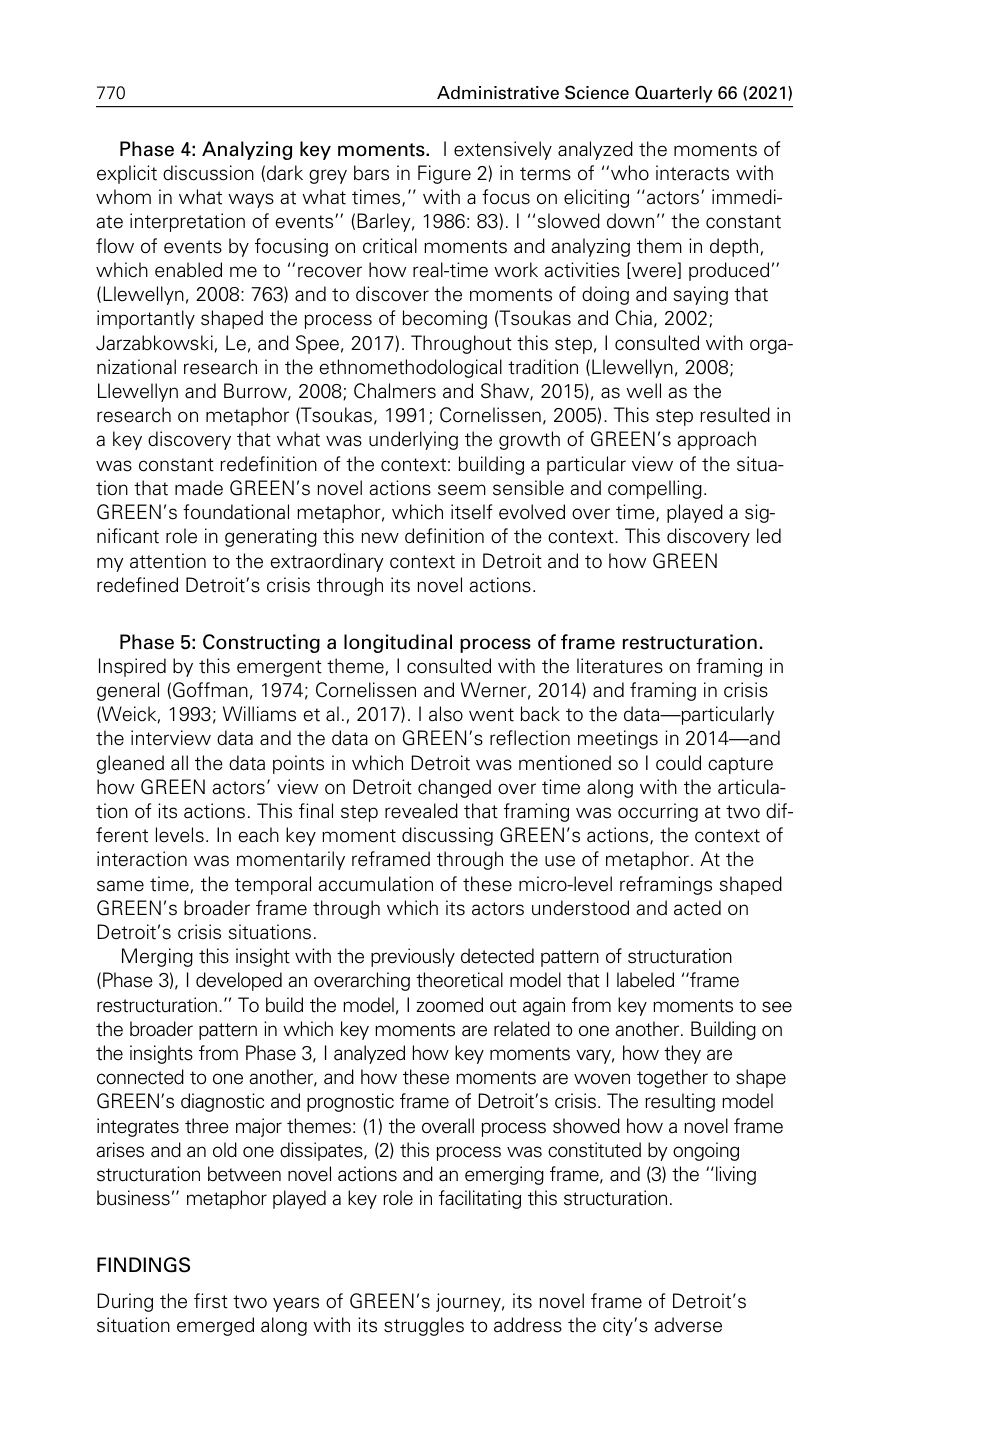 770 Administrative Science Quarterly 66 (2021)
Phase 4: Analyzing key moments. I extensively analyzed the moments of
explicit discussion (dark grey bars in Figure 2) in terms of ''who interacts with
whom in what ways at what times,'' with a focus on eliciting ''actors' immedi-
ate interpretation of events'' (Barley, 1986: 83). I ''slowed down'' the constant
flow of events by focusing on critical moments and analyzing them in depth,
which enabled me to ''recover how real-time work activities [were] produced''
(Llewellyn, 2008: 763) and to discover the moments of doing and saying that
importantly shaped the process of becoming (Tsoukas and Chia, 2002;
Jarzabkowski, Le, and Spee, 2017). Throughout this step, I consulted with orga-
nizational research in the ethnomethodological tradition (Llewellyn, 2008;
Llewellyn and Burrow, 2008; Chalmers and Shaw, 2015), as well as the
research on metaphor (Tsoukas, 1991; Cornelissen, 2005). This step resulted in
a key discovery that what was underlying the growth of GREEN's approach
was constant redefinition of the context: building a particular view of the situa-
tion that made GREEN's novel actions seem sensible and compelling.
GREEN's foundational metaphor, which itself evolved over time, played a sig-
nificant role in generating this new definition of the context. This discovery led
my attention to the extraordinary context in Detroit and to how GREEN
redefined Detroit's crisis through its novel actions.
Phase 5: Constructing a longitudinal process of frame restructuration.
Inspired by this emergent theme, I consulted with the literatures on framing in
general (Goffman, 1974; Cornelissen and Werner, 2014) and framing in crisis
(Weick, 1993; Williams et al., 2017). I also went back to the data—particularly
the interview data and the data on GREEN's reflection meetings in 2014—and
gleaned all the data points in which Detroit was mentioned so I could capture
how GREEN actors' view on Detroit changed over time along with the articula-
tion of its actions. This final step revealed that framing was occurring at two dif-
ferent levels. In each key moment discussing GREEN's actions, the context of
interaction was momentarily reframed through the use of metaphor. At the
same time, the temporal accumulation of these micro-level reframings shaped
GREEN's broader frame through which its actors understood and acted on
Detroit's crisis situations.
Merging this insight with the previously detected pattern of structuration
(Phase 3), I developed an overarching theoretical model that I labeled ''frame
restructuration.'' To build the model, I zoomed out again from key moments to see
the broader pattern in which key moments are related to one another. Building on
the insights from Phase 3, I analyzed how key moments vary, how they are
connected to one another, and how these moments are woven together to shape
GREEN's diagnostic and prognostic frame of Detroit's crisis. The resulting model
integrates three major themes: (1) the overall process showed how a novel frame
arises and an old one dissipates, (2) this process was constituted by ongoing
structuration between novel actions and an emerging frame, and (3) the ''living
business'' metaphor played a key role in facilitating this structuration.
FINDINGS
During the first two years of GREEN's journey, its novel frame of Detroit's
situation emerged along with its struggles to address the city's adverse